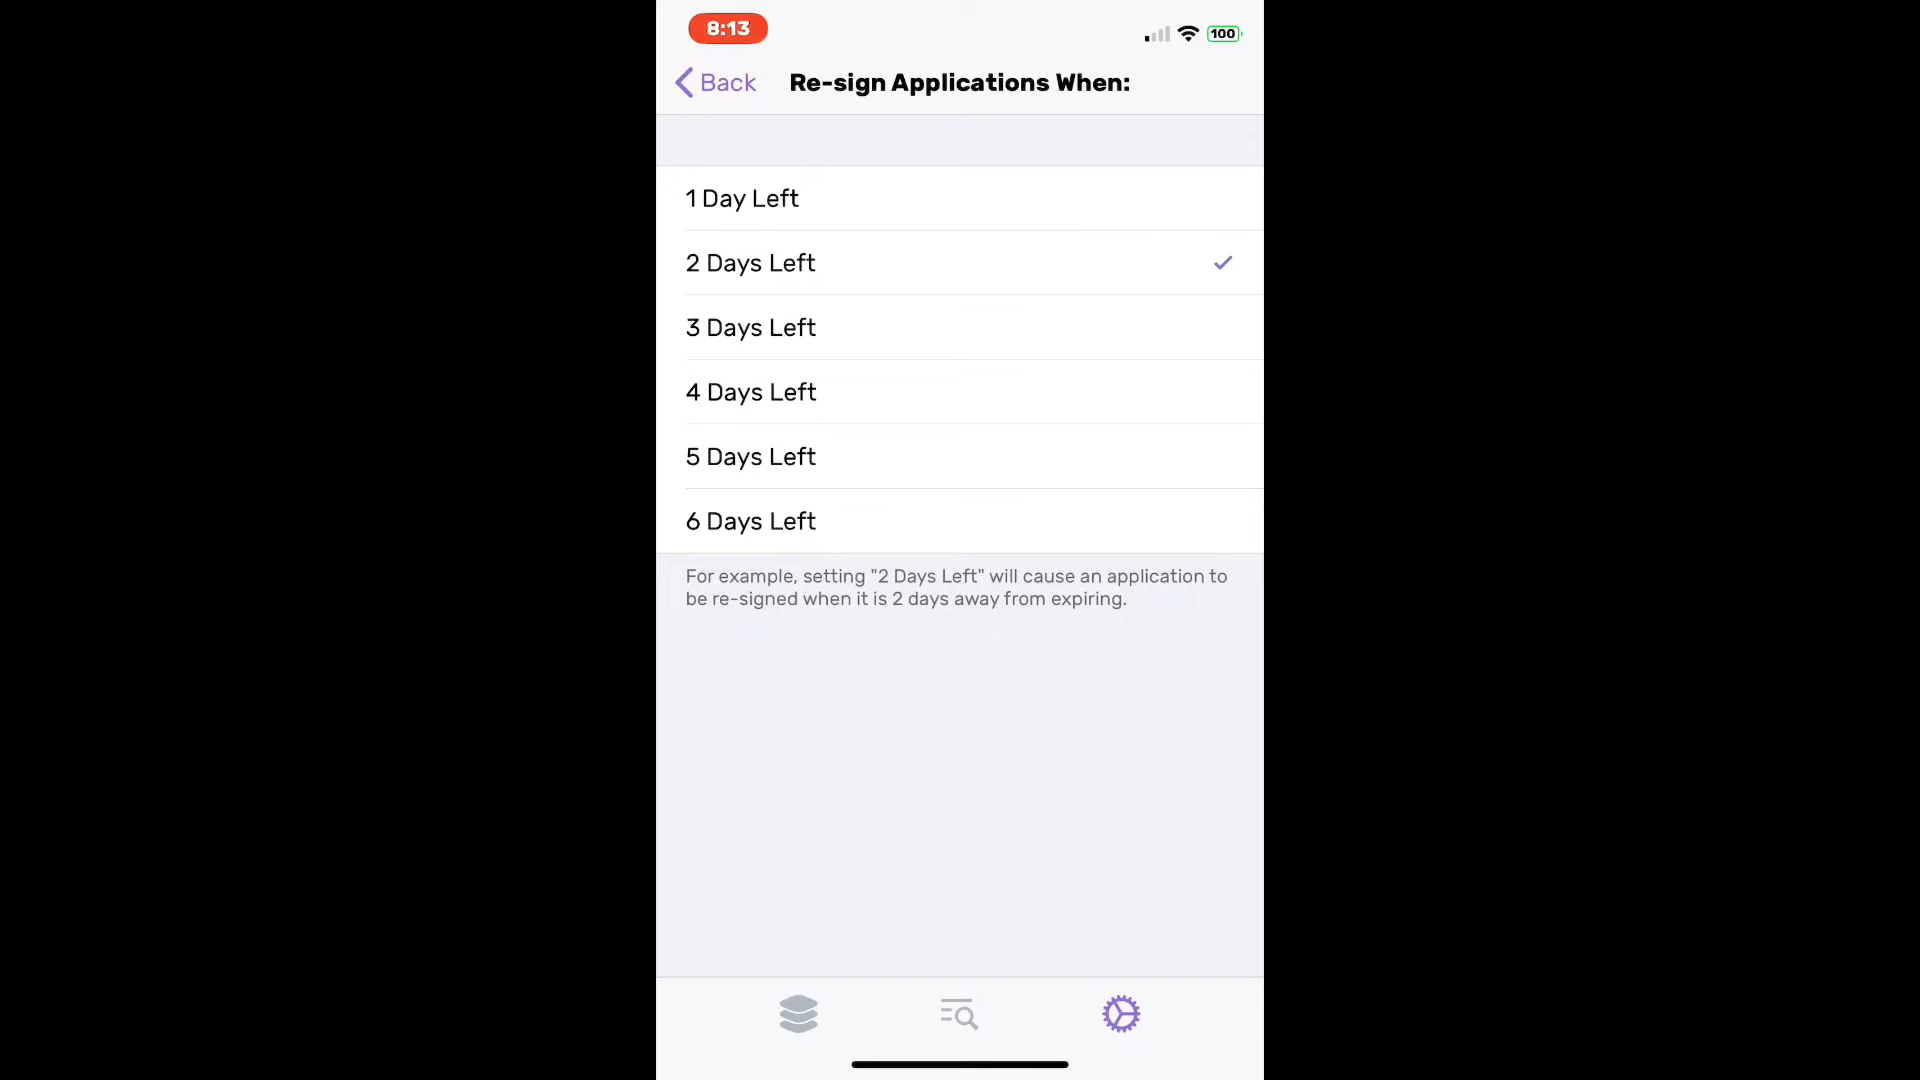 8:13
100
Back
Re-sign Applications When:
1 Day Left
2 Days Left
3 Days Left
4 Days Left
5 Days Left
6 Days Left
For example, setting "2 Days Left" will cause an application to
be re-signed when it is 2 days away from expiring.